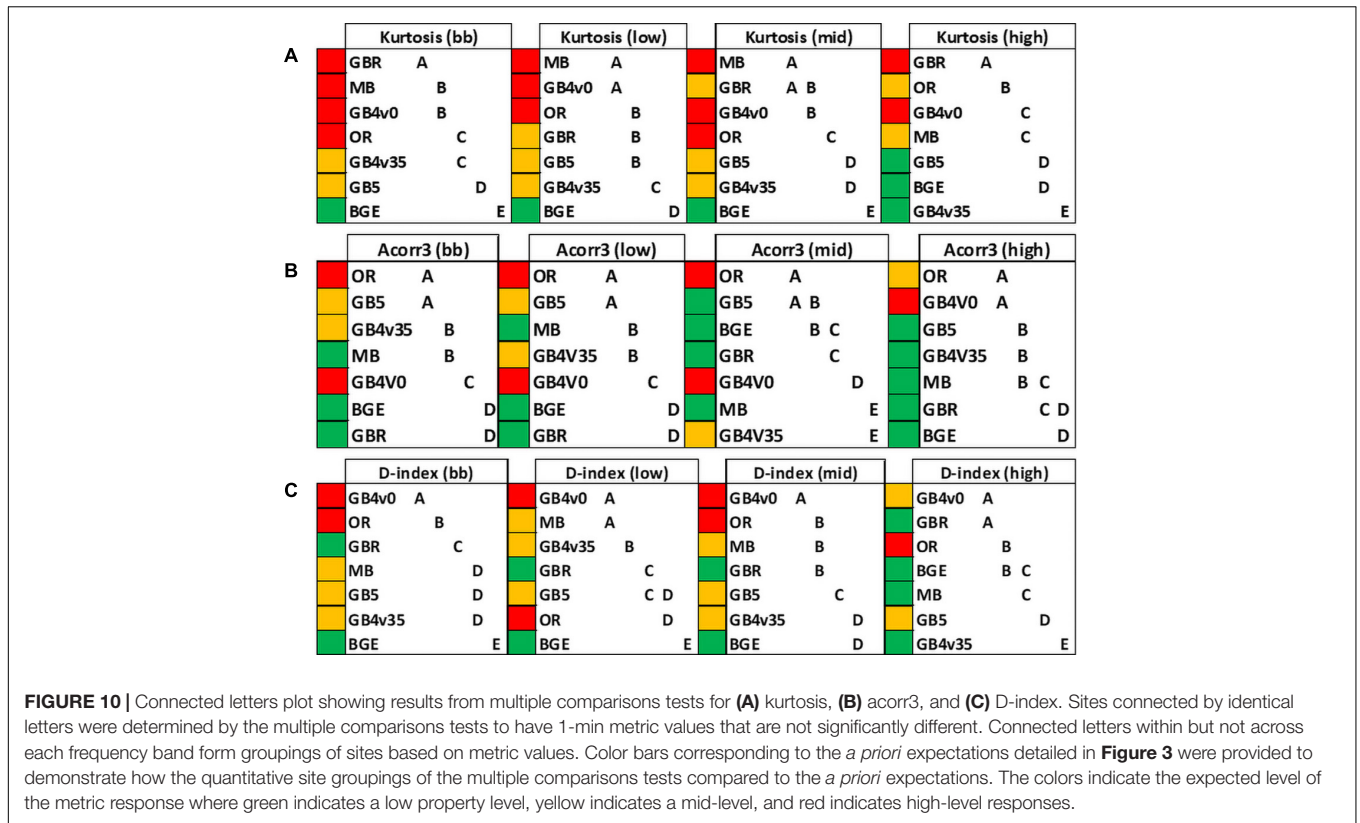 A
Kurtosis (bb) Kurtosis (low) Kurtosis (mid) Kurtosis (high)
GBR A MB A MB A GBR A
MB B GB4v0 A GBR A B OR B
GB4v0 B OR B GB4v0 B GB4v0 C
OR C GBR B OR C MB C
GB4v35 C GB5 B GB5 D GB5 D
GB5 D GB4v35 C GB4v35 D BGE D
BGE E BGE D BGE E GB4v35 E
B
Acorr3 (bb) Acorr3 (low) Acorr3 (mid) Acorr3 (high)
OR A OR A OR A OR A
GB5 A GB5 A GB5 A B GB4V0 A
GB4v35 B MB B BGE B C GB5 B
MB B GB4V35 B GBR C GB4V35 B
GB4V0 C GB4V0 C GB4V0 D MB B C
BGE D BGE D MB E GBR C D
GBR D GBR D GB4V35 E BGE D
C
D-index (bb) D-index (low) D-index (mid) D-index (high)
GB4v0 A GB4v0 A GB4v0 A GB4v0 A
OR B MB A OR B GBR A
GBR C GB4v35 B MB B OR B
MB D GBR C GBR B BGE B C
GB5 D GB5 C D GB5 C MB C
GB4v35 D OR D GB4v35 D GB5 D
BGE E BGE E BGE D GB4v35 E
FIGURE 10 | Connected letters plot showing results from multiple comparisons tests for (A) kurtosis, (B) acorr3, and (C) D-index. Sites connected by identical
letters were determined by the multiple comparisons tests to have 1-min metric values that are not significantly different. Connected letters within but not across
each frequency band form groupings of sites based on metric values. Color bars corresponding to the a priori expectations detailed in Figure 3 were provided to
demonstrate how the quantitative site groupings of the multiple comparisons tests compared to the a priori expectations. The colors indicate the expected level of
the metric response where green indicates a low property level, yellow indicates a mid-level, and red indicates high-level responses.